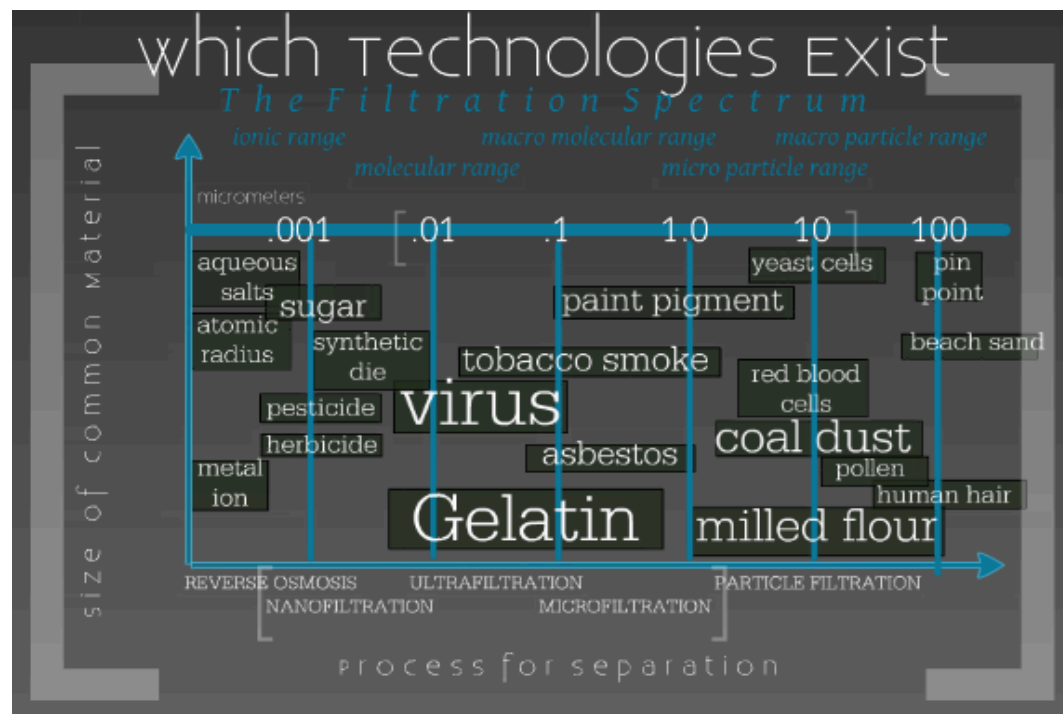 which Technologies Exist
The Filtration Spectrum
ionic range
macro molecular range
macro particle range
molecular range
micro particle range
size of common material
micrometers
.001
.01
.1
1.0
10
100
aqueous
salts
sugar
atomic
radius
synthetic
die
pesticide
herbicide
metal
ion
virus
tobacco smoke
paint pigment
asbestos
Gelatin
yeast cells
red blood
cells
coal dust
pollen
human hair
milled flour
pin
point
beach sand
REVERSE OSMOSIS
ULTRAFILTRATION
PARTICLE FILTRATION
NANOFILTRATION
MICROFILTRATION
Process for separation